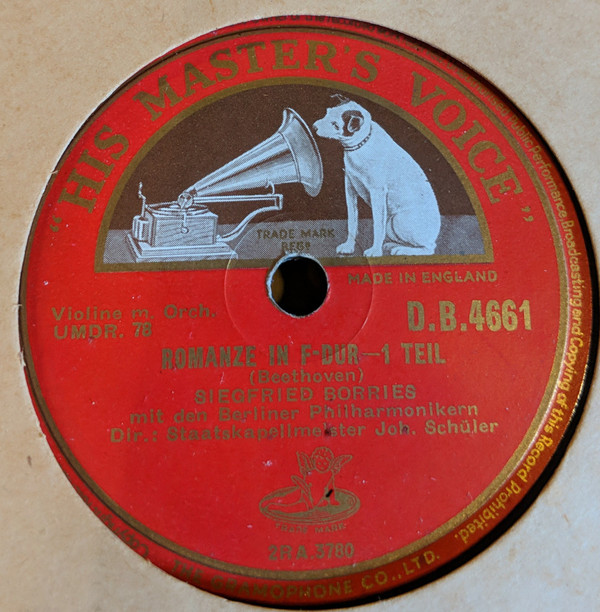 "HIS MASTER'S VOICE"
TRADE MARK
REGD
MADE IN ENGLAND
Violine m. Orch.
UMDR. 78
D.B.4661
ROMANZE IN F-DUR—1 TEIL
(Beethoven)
SIEGFRIED BORRIES
mit den Berliner Philharmonikern
Dir.: Staatskapellmeister Joh. Schüler
TRADE MARK
2RA.3780
GRAMOPHONE CO., LTD.
Public Performance, Broadcasting and Copying of this Record Prohibited.